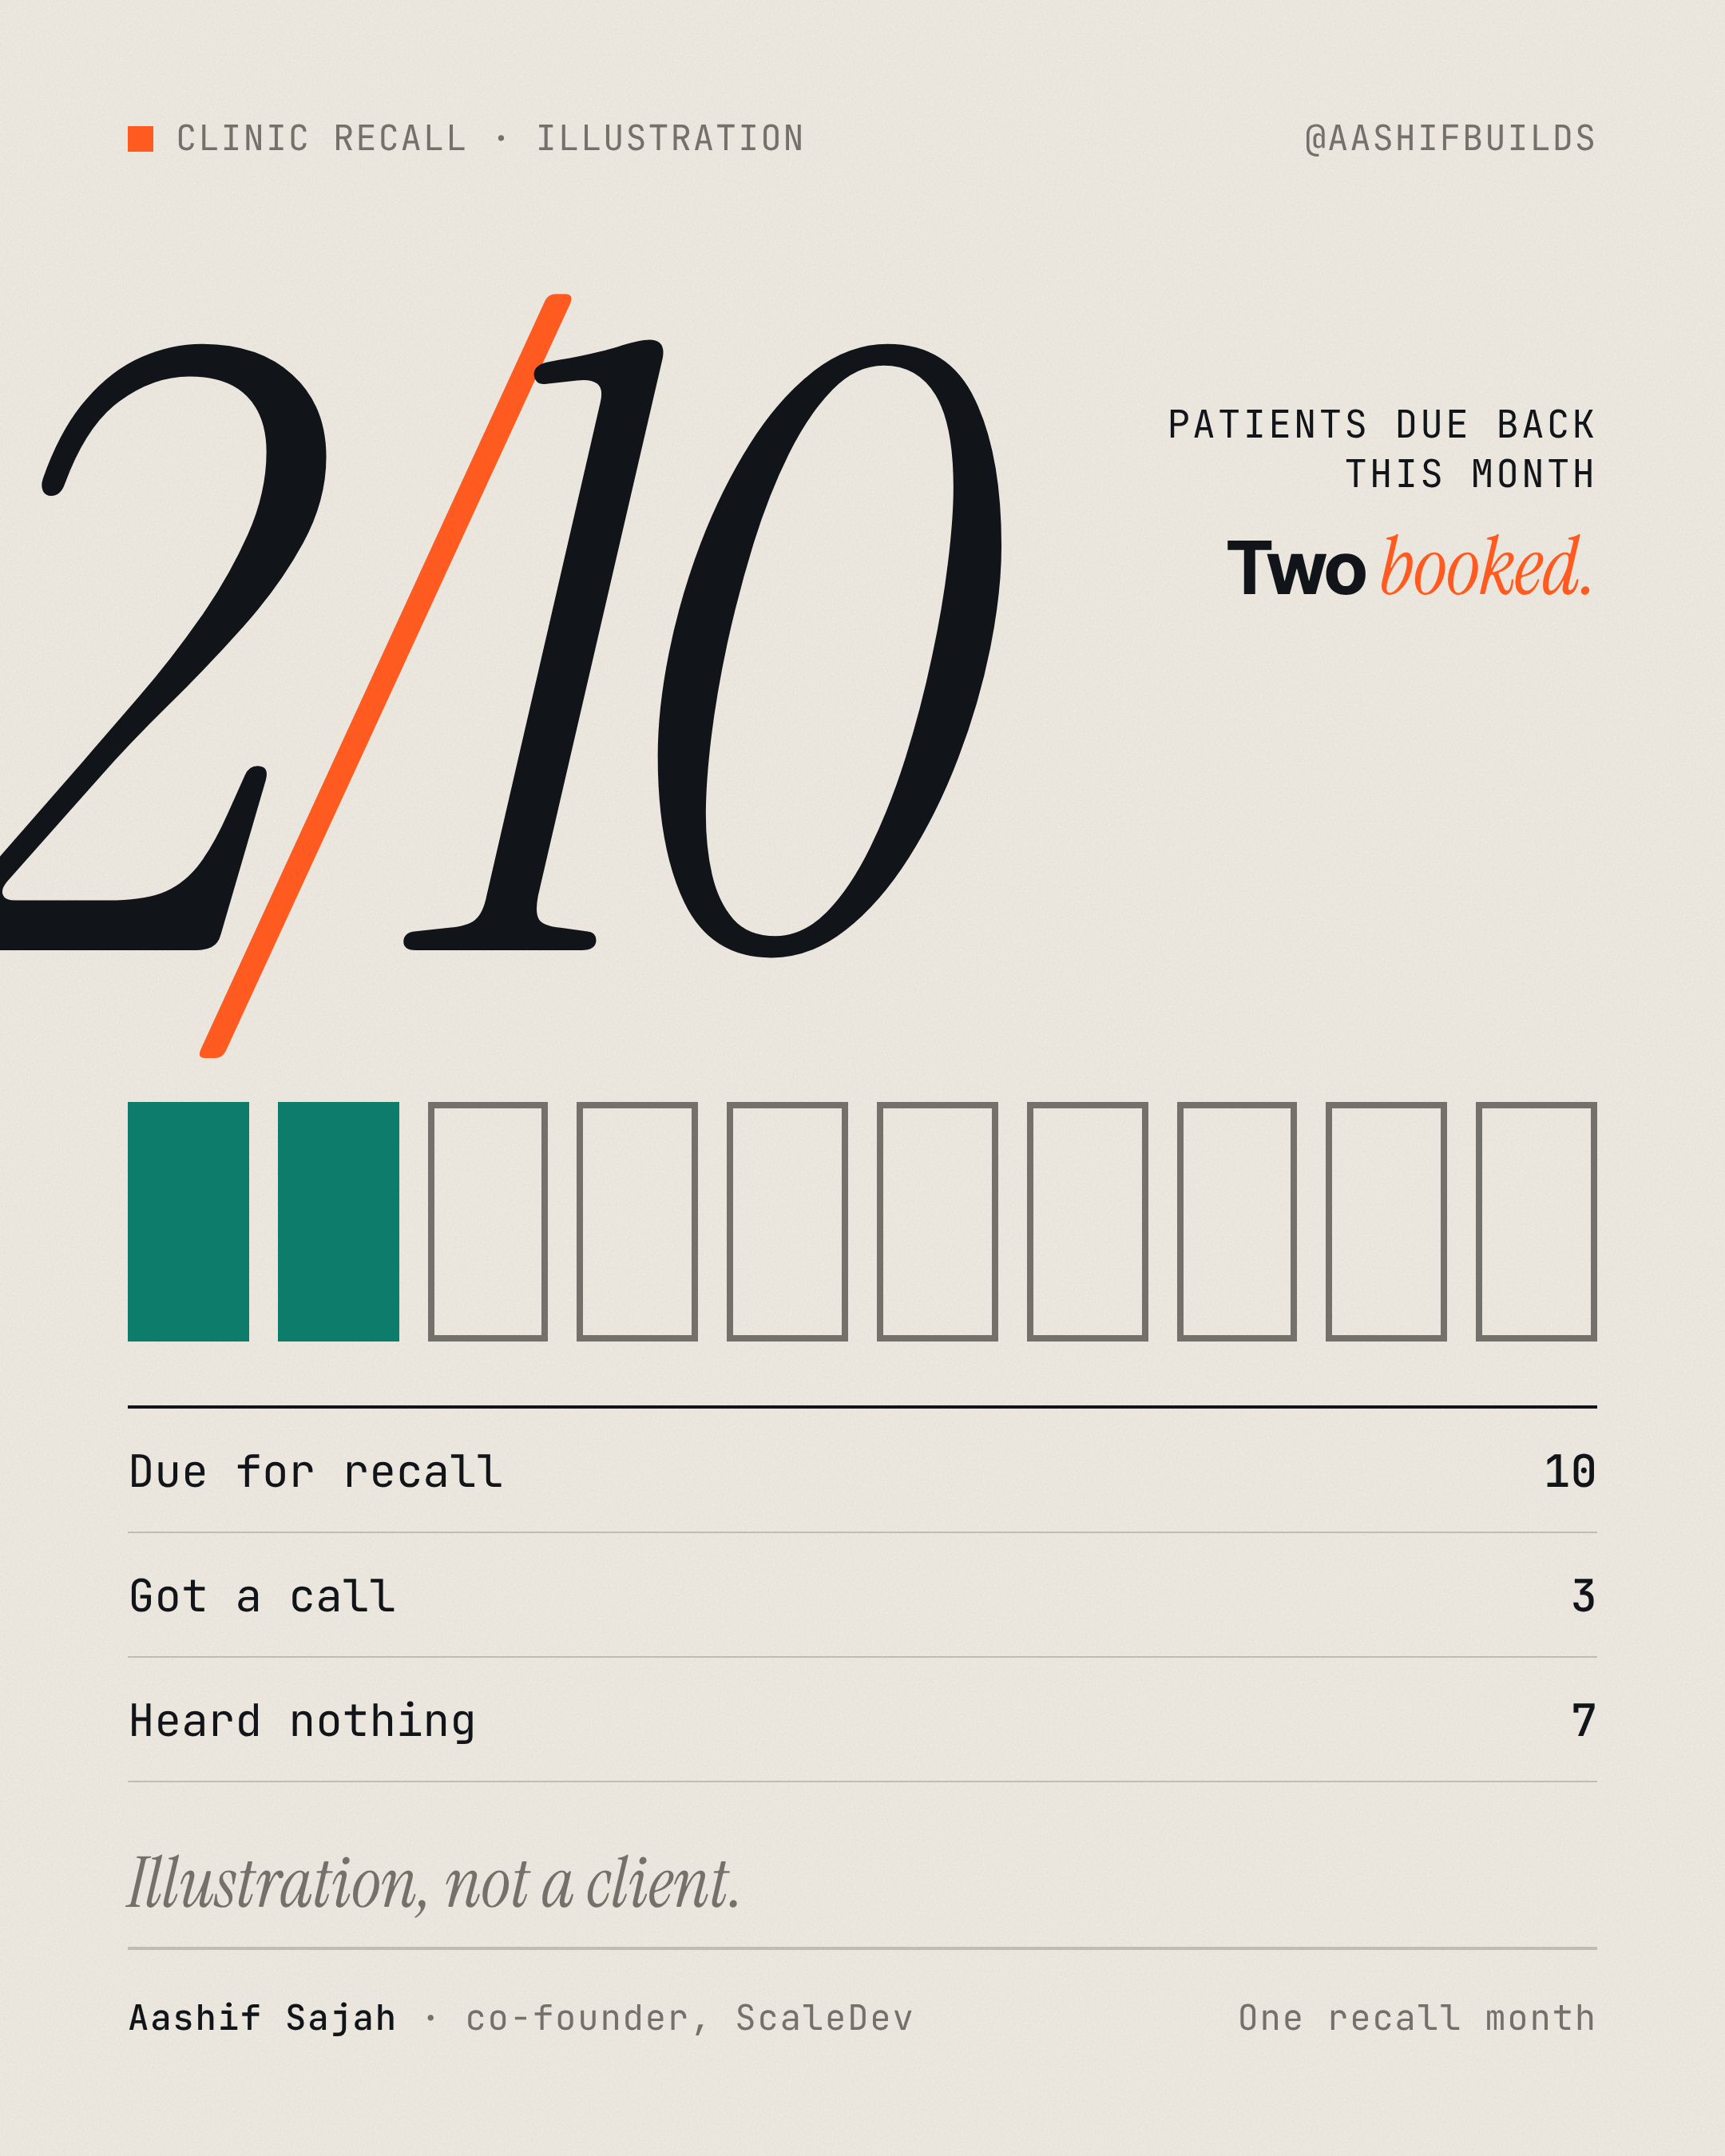 CLINIC RECALL · ILLUSTRATION
@AASHIFBUILDS
2/10
PATIENTS DUE BACK
THIS MONTH
Two booked.
Due for recall 10
Got a call 3
Heard nothing 7
Illustration, not a client.
Aashif Sajah · co-founder, ScaleDev
One recall month